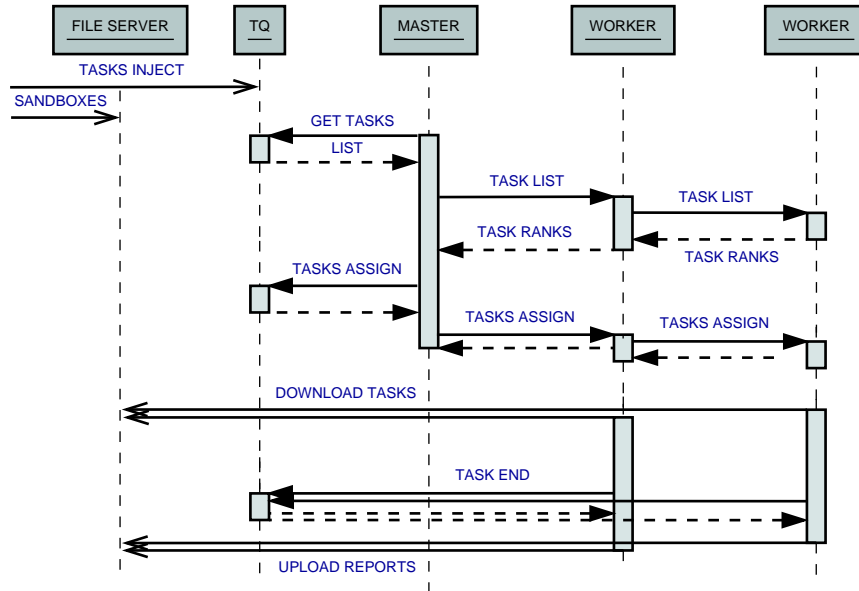 FILE SERVER
TQ
MASTER
WORKER
WORKER
TASKS INJECT
SANDBOXES
GET TASKS
LIST
TASK LIST
TASK LIST
TASK RANKS
TASK RANKS
TASKS ASSIGN
TASKS ASSIGN
TASKS ASSIGN
DOWNLOAD TASKS
TASK END
UPLOAD REPORTS